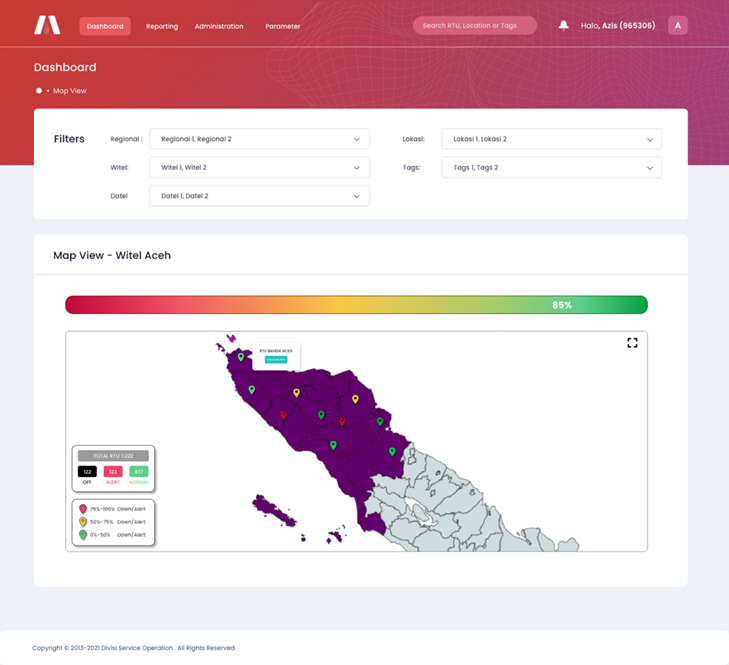 Dashboard
Reporting
Administration
Parameter
Search RTU, Location or Tags
Halo, Azis (965306)
A
Dashboard
Map View
Filters
Regional :
Regional 1, Regional 2
Lokasi:
Lokasi 1, Lokasi 2
Witel:
Witel 1, Witel 2
Tags:
Tags 1, Tags 2
Datel
Datel 1, Datel 2
Map View - Witel Aceh
85%
RTU BANDA ACEH
TOTAL RTU: 1.222
122
123
977
OFF
ALERT
NORMAL
75%-100% Down/Alert
50%-75% Down/Alert
0%-50% Down/Alert
Copyright © 2013-2021 Divisi Service Operation . All Rights Reserved.